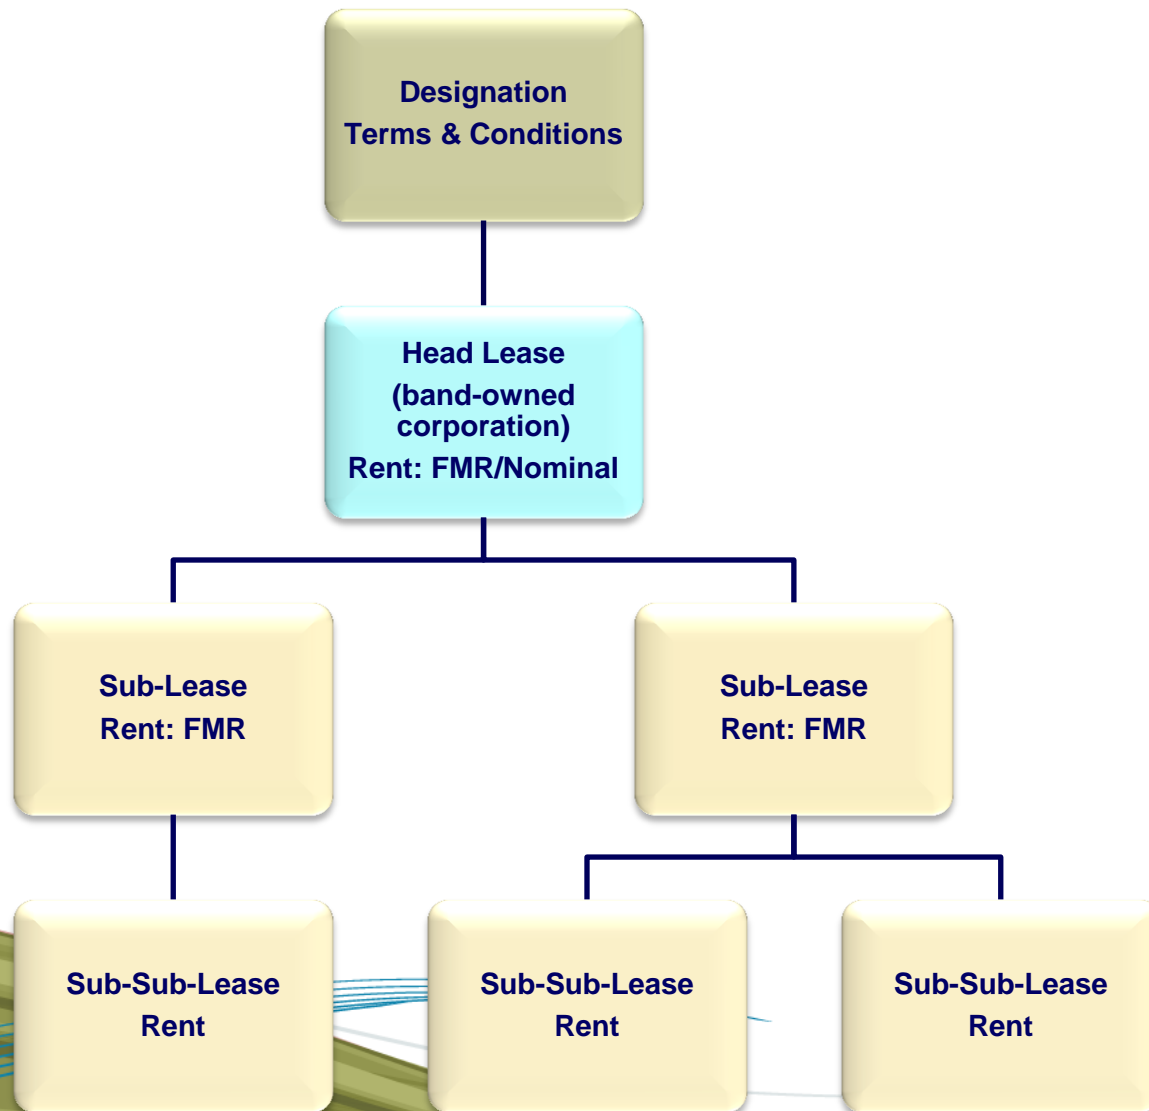 Designation
Terms & Conditions
Head Lease
(band-owned
corporation)
Rent: FMR/Nominal
Sub-Lease
Rent: FMR
Sub-Lease
Rent: FMR
Sub-Sub-Lease
Rent
Sub-Sub-Lease
Rent
Sub-Sub-Lease
Rent